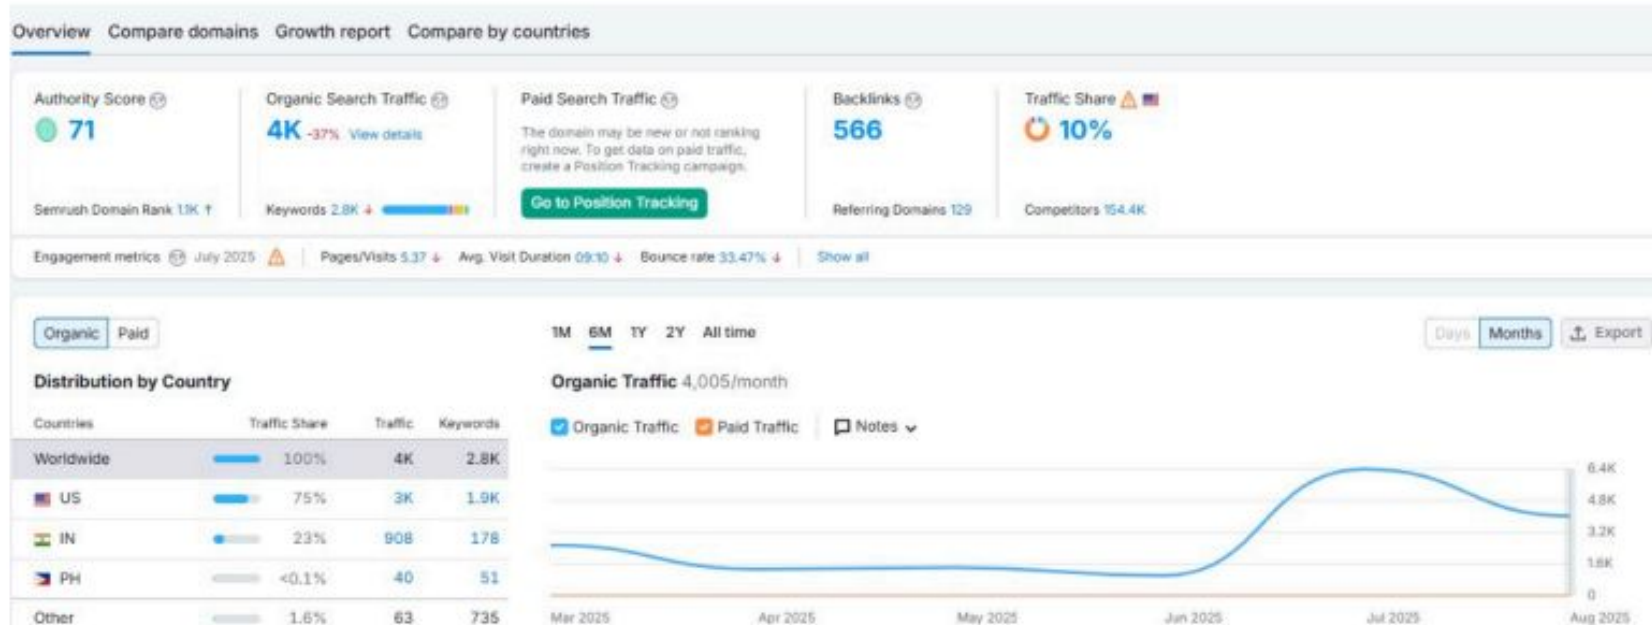 Overview Compare domains Growth report Compare by countries
Authority Score Organic Search Traffic Paid Search Traffic Backlinks Traffic Share
71 4K -37% View details 566 10%
The domain may be new or not ranking
right now. To get data on paid traffic,
create a Position Tracking campaign.
Go to Position Tracking
Semrush Domain Rank 1.1K ↑ Keywords 2.8K ↓ Referring Domains 129 Competitors 154.4K
Engagement metrics July 2025 Pages/Visits 5.37 ↓ Avg. Visit Duration 09:10 ↓ Bounce rate 33.47% ↓ Show all
Organic Paid
1M 6M 1Y 2Y All time Days Months Export
Distribution by Country
Organic Traffic 4,005/month
Countries Traffic Share Traffic Keywords
Organic Traffic Paid Traffic Notes
Worldwide 100% 4K 2.8K
US 75% 3K 1.9K
IN 23% 908 178
PH <0.1% 40 51
Other 1.6% 63 735
6.4K
4.8K
3.2K
1.6K
0
Mar 2025 Apr 2025 May 2025 Jun 2025 Jul 2025 Aug 2025